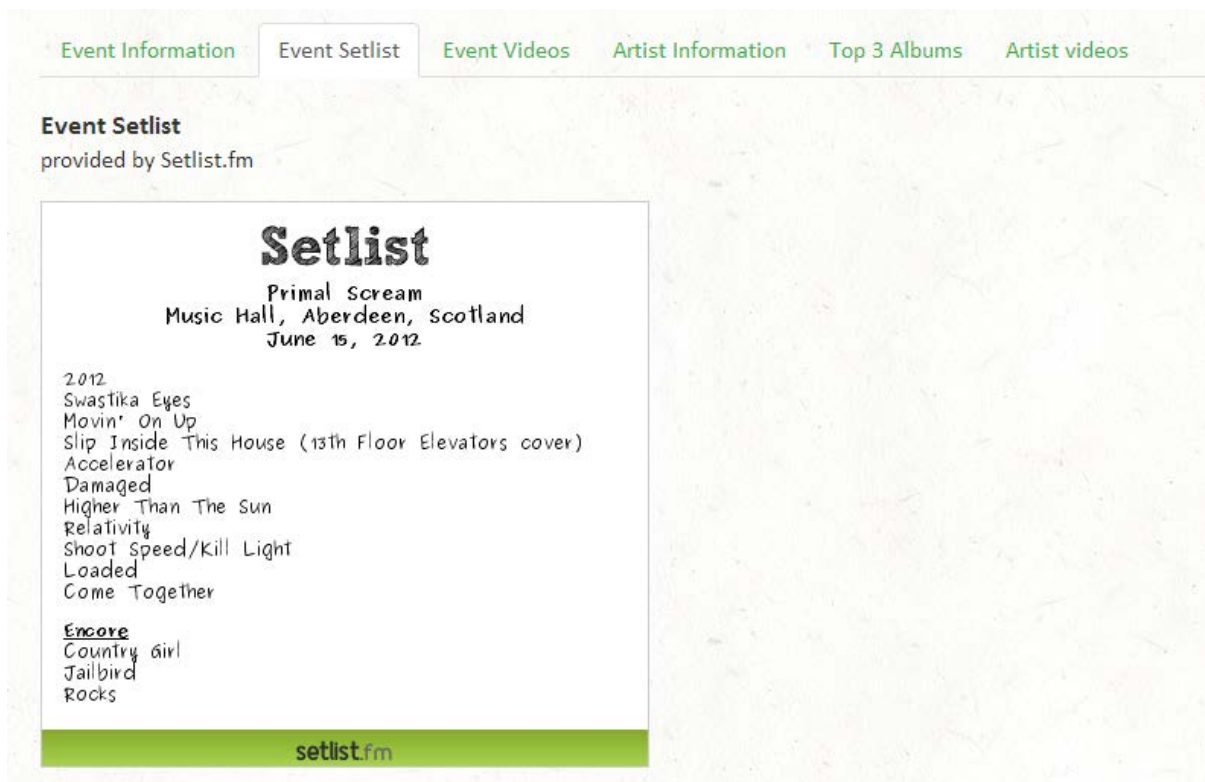 Event Information Event Setlist Event Videos Artist Information Top 3 Albums Artist videos
Event Setlist
provided by Setlist.fm
Setlist
Primal Scream
Music Hall, Aberdeen, Scotland
June 15, 2012
2012
Swastika Eyes
Movin' On Up
Slip Inside This House (13th Floor Elevators cover)
Accelerator
Damaged
Higher Than The Sun
Relativity
Shoot Speed/Kill Light
Loaded
Come Together
Encore
Country Girl
Jailbird
Rocks
setlist.fm